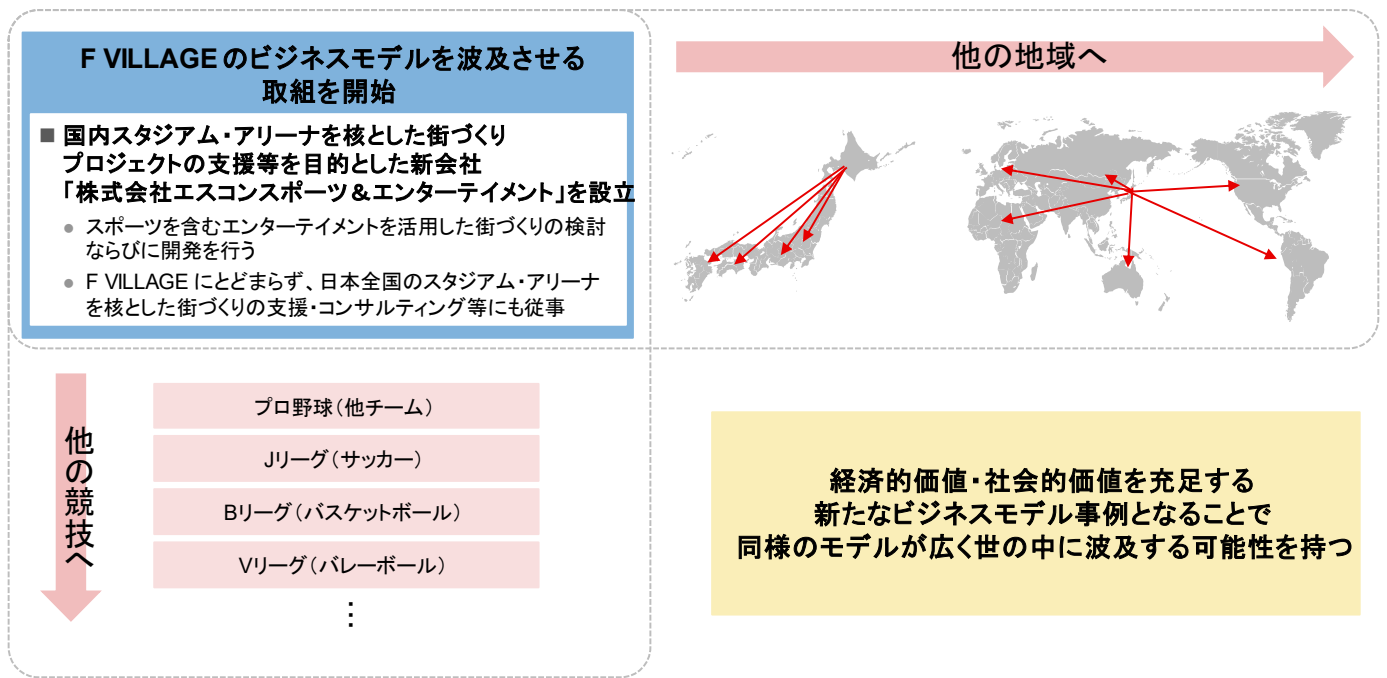 F VILLAGE のビジネスモデルを波及させる
取組を開始
■ 国内スタジアム・アリーナを核とした街づくり
プロジェクトの支援等を目的とした新会社
「株式会社エスコンスポーツ＆エンターテイメント」を設立
● スポーツを含むエンターテイメントを活用した街づくりの検討
ならびに開発を行う
● F VILLAGE にとどまらず、日本全国のスタジアム・アリーナ
を核とした街づくりの支援・コンサルティング等にも従事
他の地域へ
他の競技へ
プロ野球（他チーム）
Jリーグ（サッカー）
Bリーグ（バスケットボール）
Vリーグ（バレーボール）
⋮
経済的価値・社会的価値を充足する
新たなビジネスモデル事例となることで
同様のモデルが広く世の中に波及する可能性を持つ